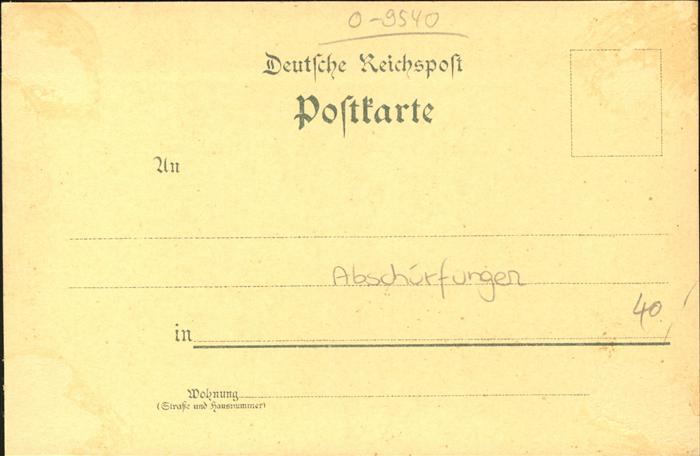 0-9540
Deutsche Reichspost
Postkarte
An
Abschürfungen
40,
in
Wohnung
(Straße und Hausnummer)